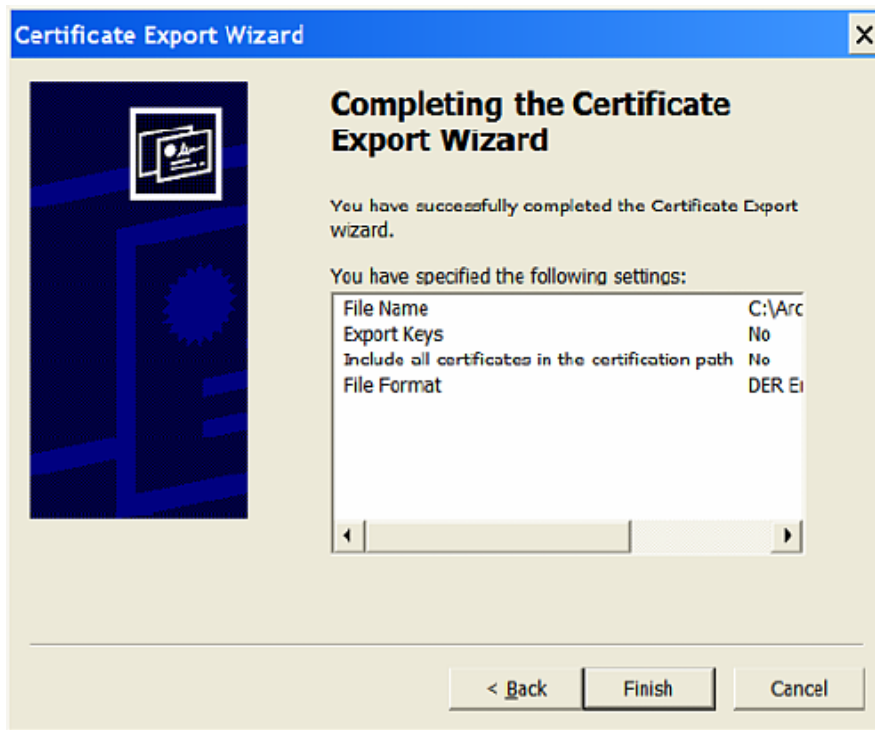 Certificate Export Wizard
Completing the Certificate
Export Wizard
You have successfully completed the Certificate Export
wizard.
You have specified the following settings:
File Name C:\Arc
Export Keys No
Include all certificates in the certification path No
File Format DER
< Back Finish Cancel